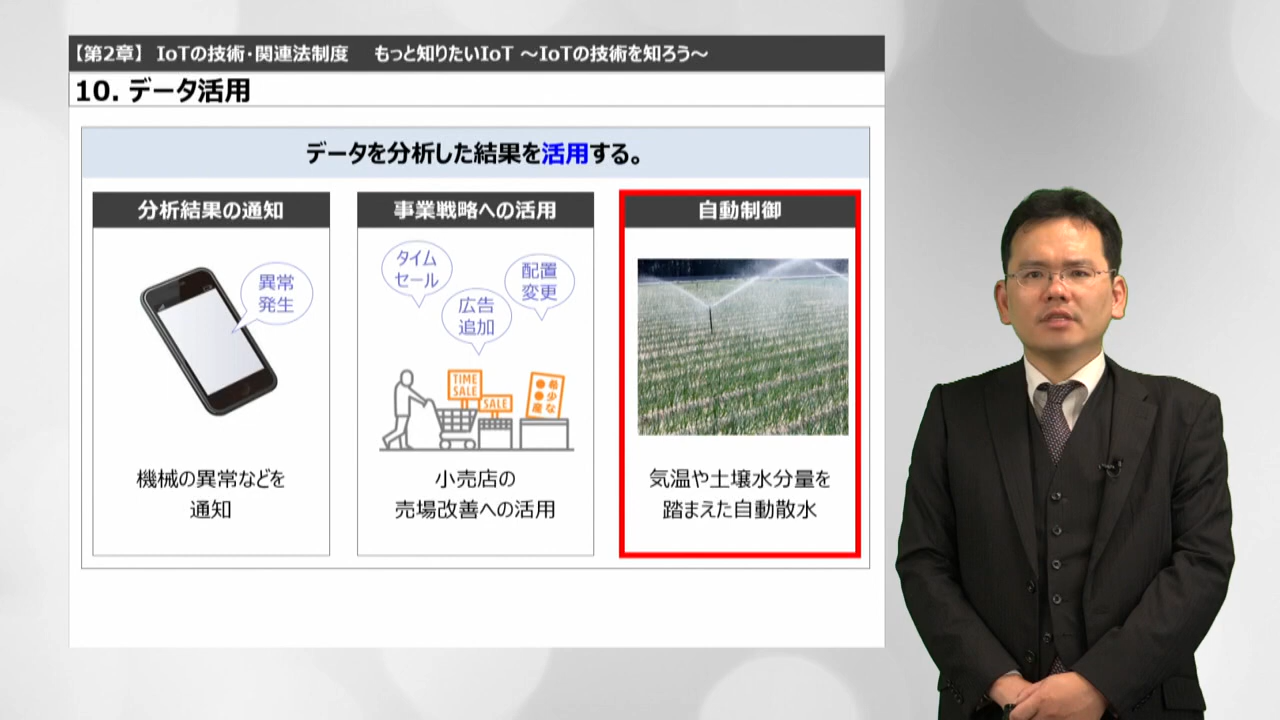 【第2章】 IoTの技術・関連法制度　もっと知りたいIoT ～IoTの技術を知ろう～
10. データ活用
データを分析した結果を活用する。
分析結果の通知
異常
発生
機械の異常などを
通知
事業戦略への活用
タイム
セール
広告
追加
配置
変更
TIME
SALE
SALE
希少な
●●産
小売店の
売場改善への活用
自動制御
気温や土壌水分量を
踏まえた自動散水